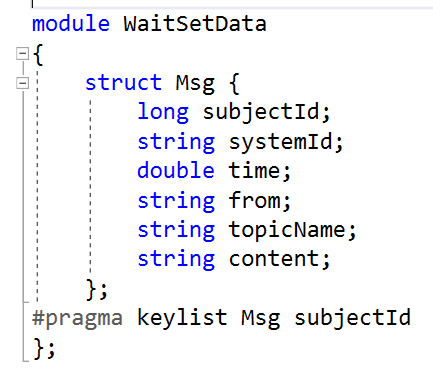 module WaitSetData
{
    struct Msg {
        long subjectId;
        string systemId;
        double time;
        string from;
        string topicName;
        string content;
    };
#pragma keylist Msg subjectId
};